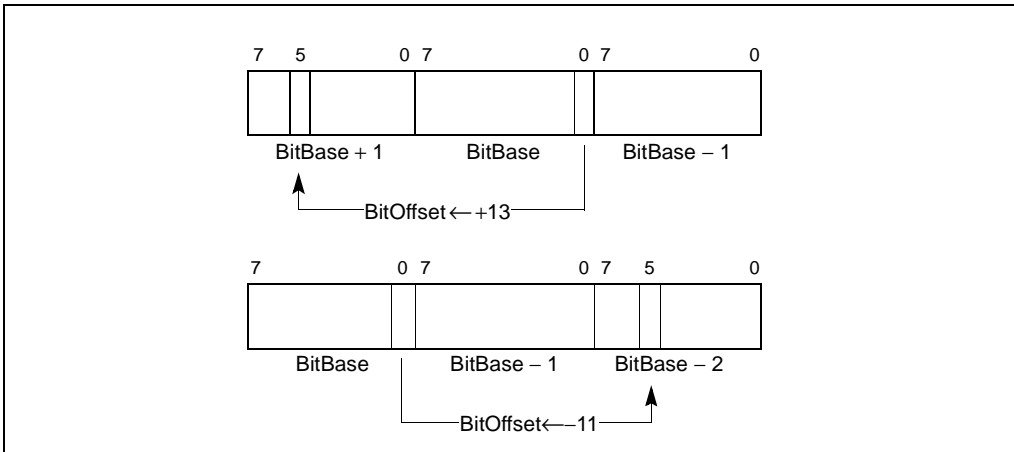 7 5 0 7 0 7 0
BitBase + 1 BitBase BitBase − 1
BitOffset ← +13
7 0 7 0 7 5 0
BitBase BitBase − 1 BitBase − 2
BitOffset←−11